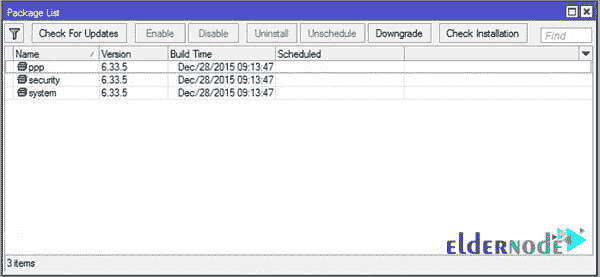 Package List
Check For Updates Enable Disable Uninstall Unschedule Downgrade Check Installation Find
Name Version Build Time Scheduled
ppp 6.33.5 Dec/28/2015 09:13:47
security 6.33.5 Dec/28/2015 09:13:47
system 6.33.5 Dec/28/2015 09:13:47
ELDERNODE
3 items